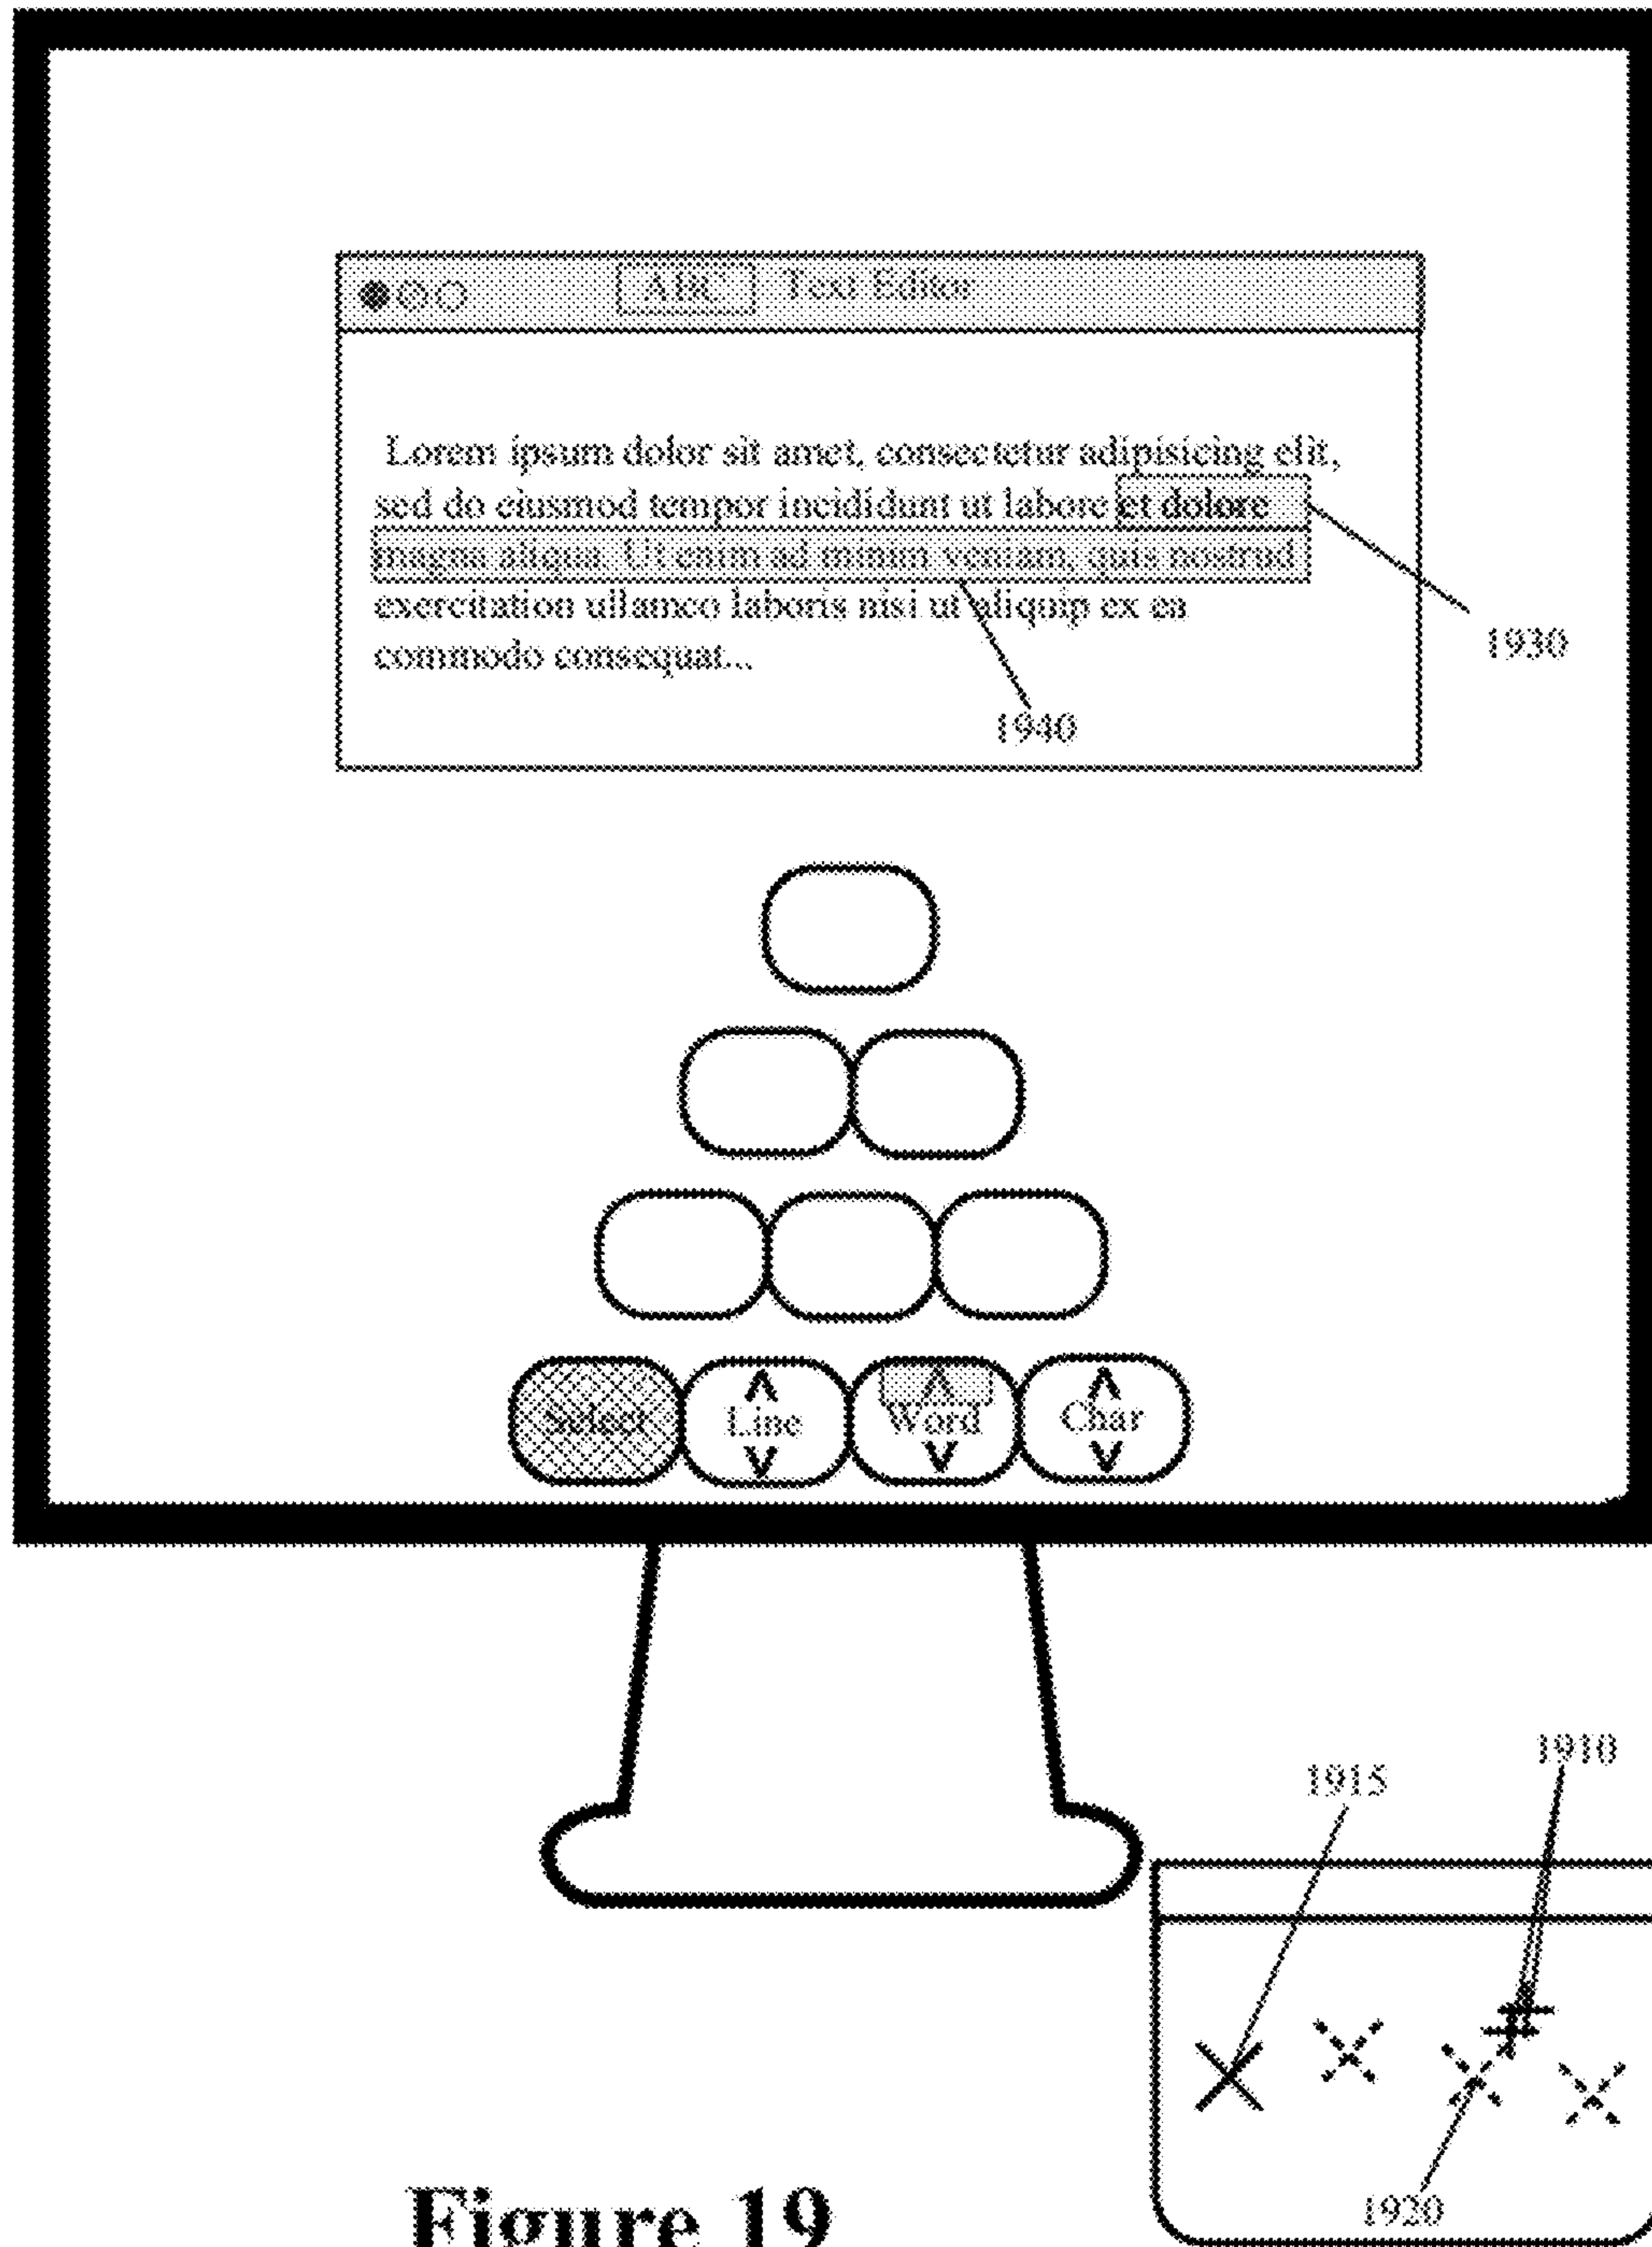 ABC Text Editor
Lorem ipsum dolor sit amet, consectetur adipisicing elit,
sed do eiusmod tempor incididunt ut labore et dolore
magna aliqua. Ut enim ad minim veniam, quis nostrud
exercitation ullamco laboris nisi ut aliquip ex ea
commodo consequat...
1930
1940
Select Line Word Char
1910
1915
1920
Figure 19